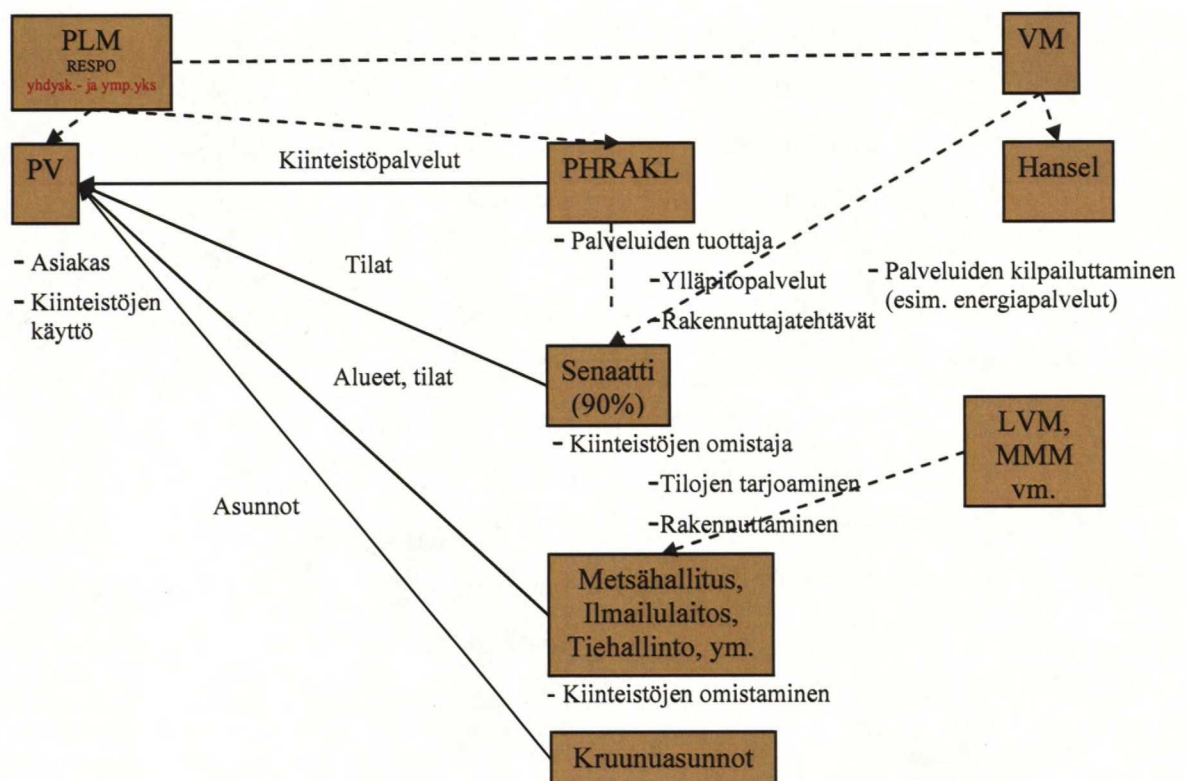 PLM
RESPO
yhdysk.- ja ymp.yks
VM
PV
Kiinteistöpalvelut
PHRAKL
Hansel
- Asiakas
- Kiinteistöjen
käyttö
Tilat
- Palveluiden tuottaja
-Ylläpitopalvelut
-Rakennuttajatehtävät
- Palveluiden kilpailuttaminen
(esim. energiapalvelut)
Alueet, tilat
Senaatti
(90%)
- Kiinteistöjen omistaja
-Tilojen tarjoaminen
-Rakennuttaminen
LVM,
MMM
vm.
Asunnot
Metsähallitus,
Ilmailulaitos,
Tiehallinto, ym.
- Kiinteistöjen omistaminen
Kruunuasunnot